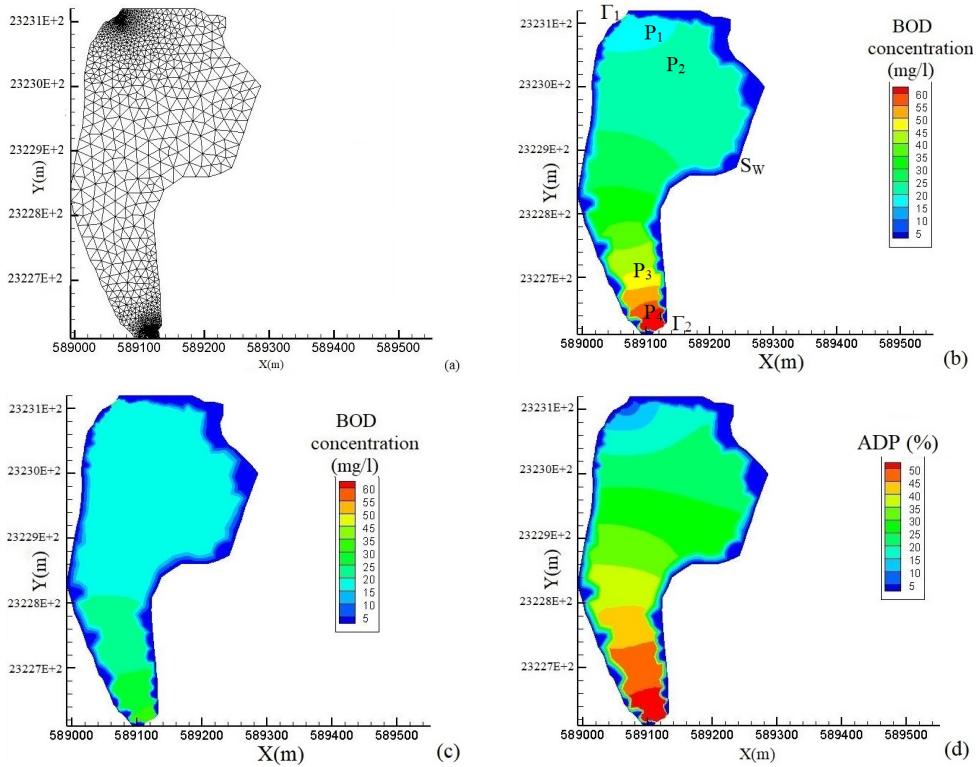 23231E+2
23230E+2
23229E+2
23228E+2
23227E+2
Y(m)
589000 589100 589200 589300 589400 589500
X(m)
(a)
Γ1
P1
P2
SW
P3
P4
Γ2
23231E+2
23230E+2
23229E+2
23228E+2
23227E+2
Y(m)
589000 589100 589200 589300 589400 589500
X(m)
BOD
concentration
(mg/l)
60
55
50
45
40
35
30
25
20
15
10
5
(b)
23231E+2
23230E+2
23229E+2
23228E+2
23227E+2
Y(m)
589000 589100 589200 589300 589400 589500
X(m)
BOD
concentration
(mg/l)
60
55
50
45
40
35
30
25
20
15
10
5
(c)
23231E+2
23230E+2
23229E+2
23228E+2
23227E+2
Y(m)
589000 589100 589200 589300 589400 589500
X(m)
ADP (%)
50
45
40
35
30
25
20
15
10
5
(d)